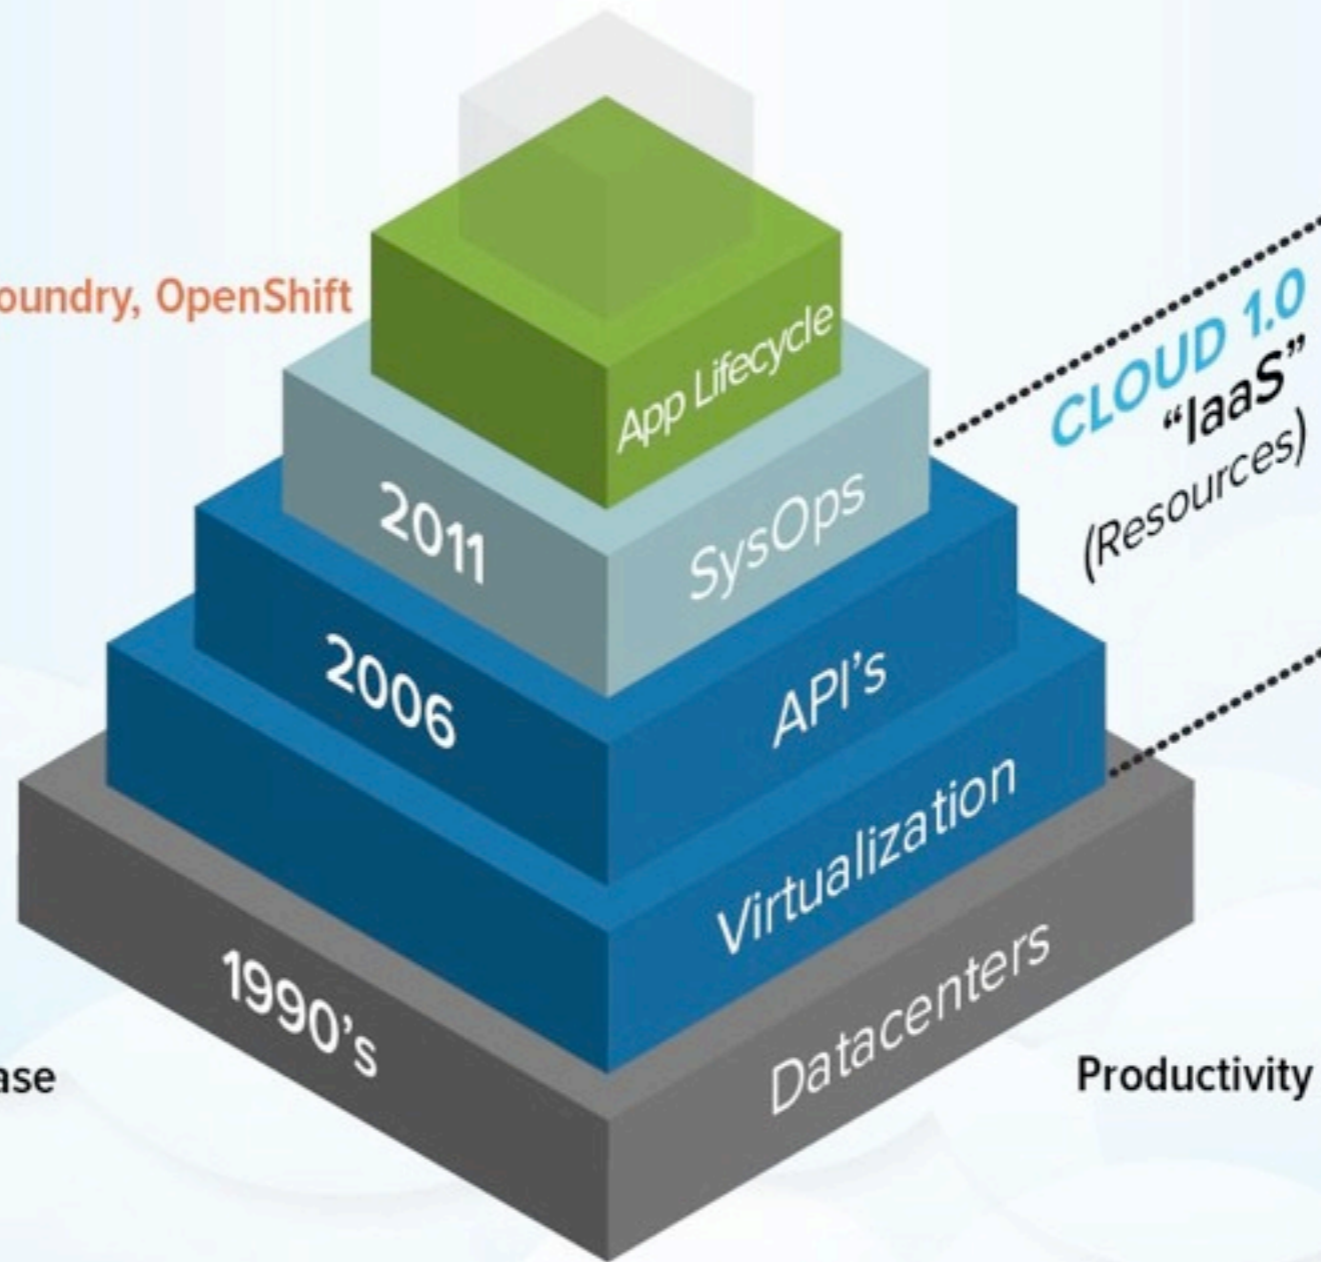 oundry, OpenShift
App Lifecycle
CLOUD 1.0
“IaaS”
(Resources)
2011
SysOps
2006
API’s
Virtualization
1990’s
Datacenters
ase
Productivity